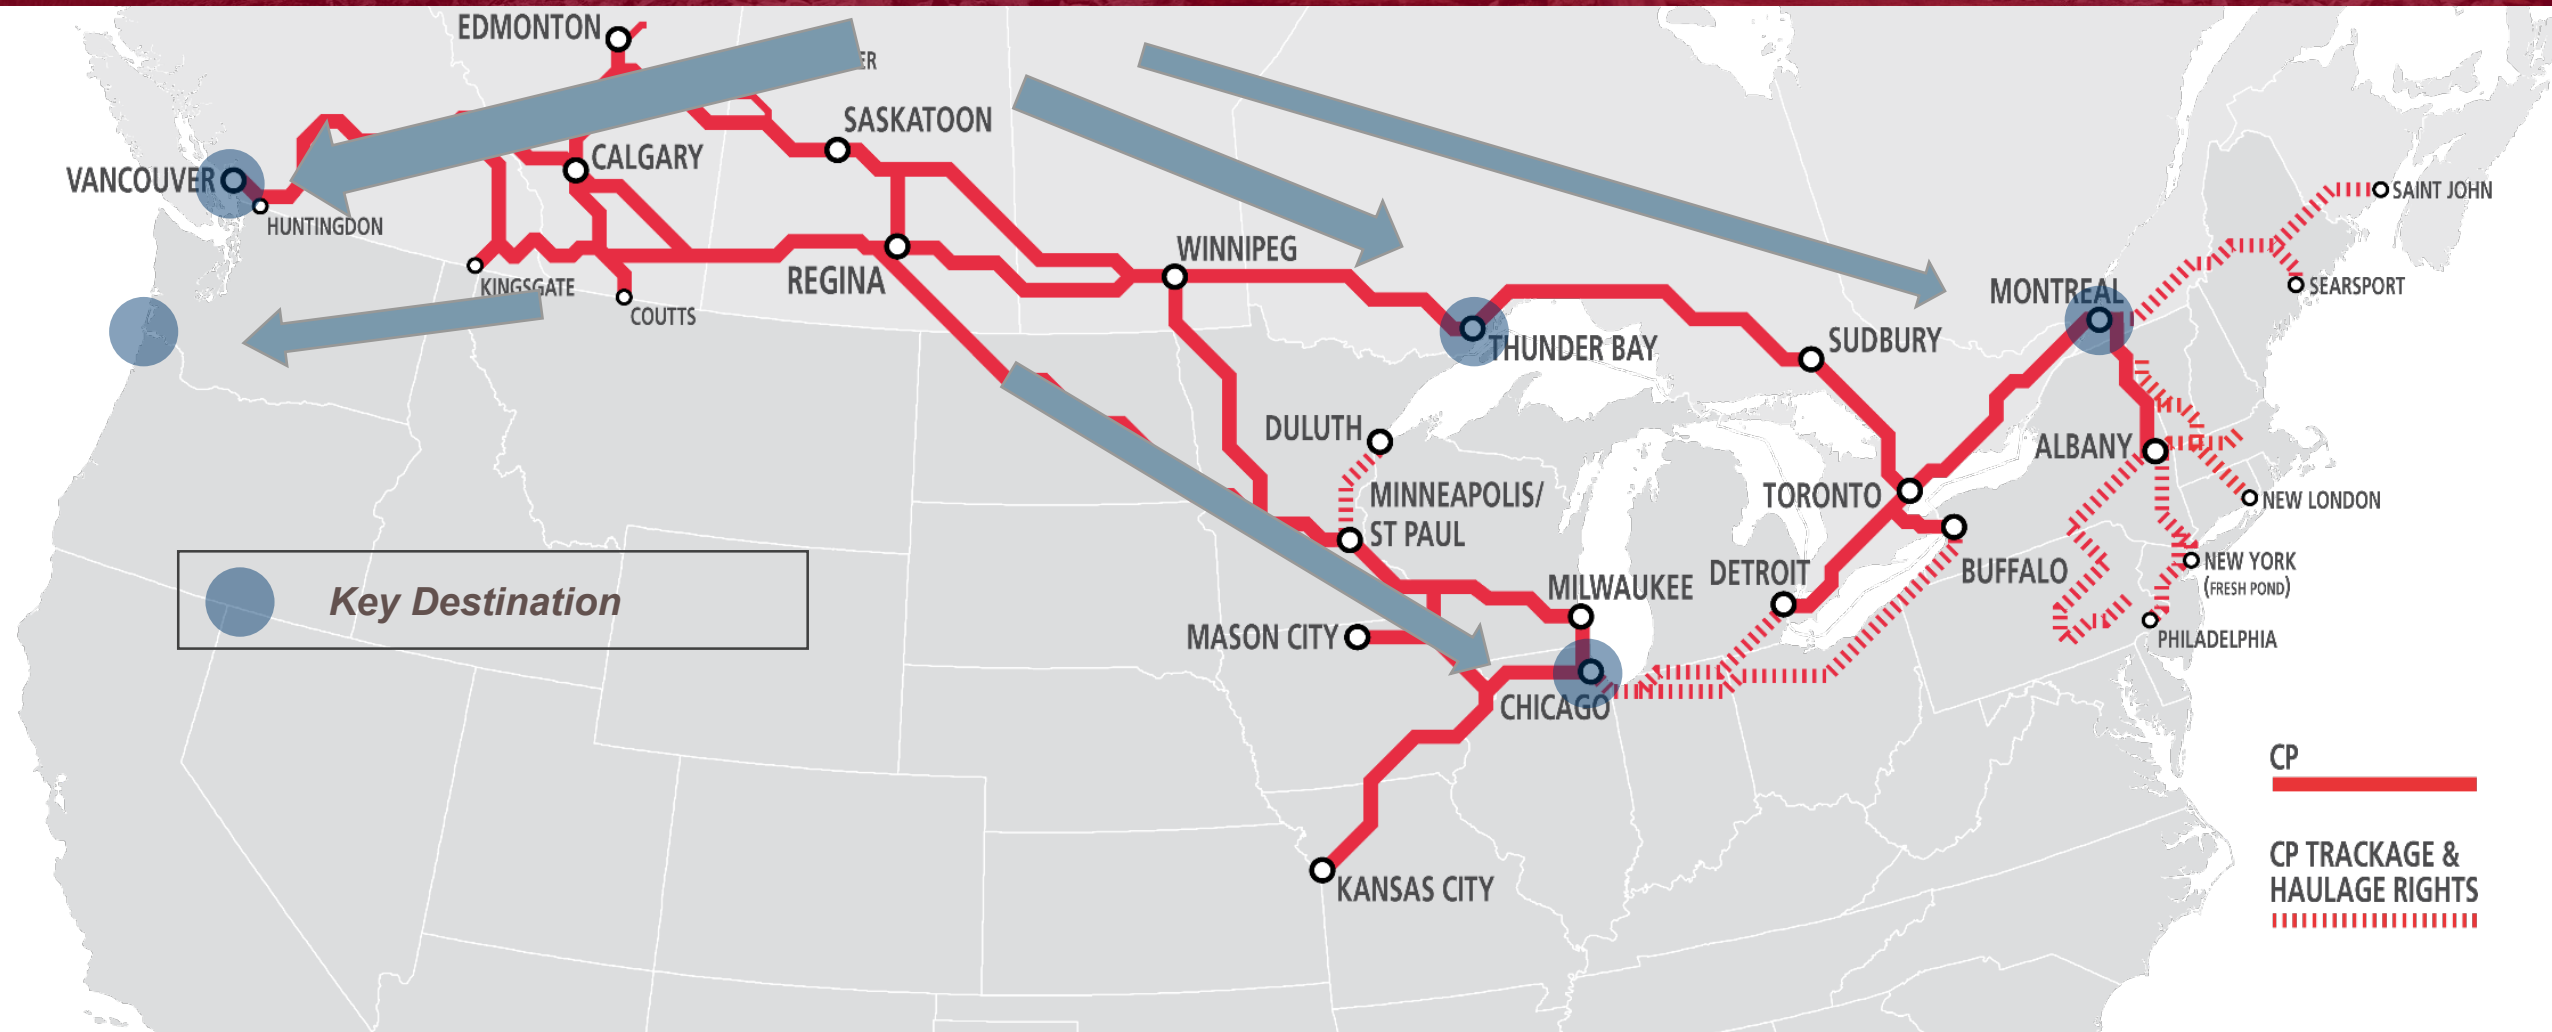 EDMONTON
ER
SASKATOON
CALGARY
VANCOUVER
HUNTINGDON
SAINT JOHN
WINNIPEG
REGINA
KINGSGATE
COUTTS
MONTREAL
SEARSPORT
THUNDER BAY
SUDBURY
DULUTH
ALBANY
MINNEAPOLIS/
ST PAUL
TORONTO
NEW LONDON
BUFFALO
NEW YORK
(FRESH POND)
DETROIT
MILWAUKEE
Key Destination
MASON CITY
PHILADELPHIA
CHICAGO
KANSAS CITY
CP
CP TRACKAGE &
HAULAGE RIGHTS